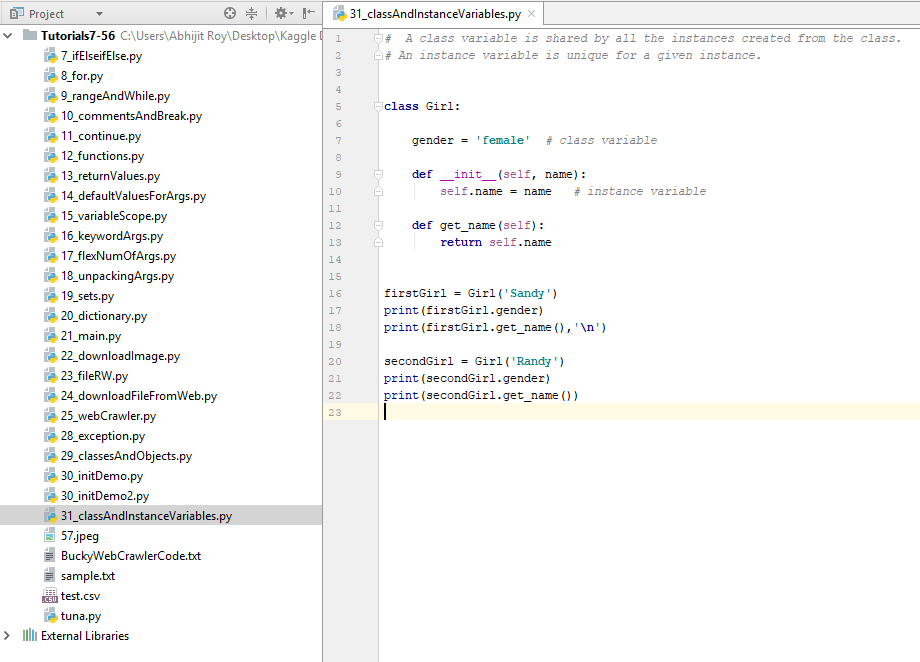 Project
Tutorials7-56 C:\Users\Abhijit Roy\Desktop\Kaggle
7_ifElseifElse.py
8_for.py
9_rangeAndWhile.py
10_commentsAndBreak.py
11_continue.py
12_functions.py
13_returnValues.py
14_defaultValuesForArgs.py
15_variableScope.py
16_keywordArgs.py
17_flexNumOfArgs.py
18_unpackingArgs.py
19_sets.py
20_dictionary.py
21_main.py
22_downloadImage.py
23_fileRW.py
24_downloadFileFromWeb.py
25_webCrawler.py
28_exception.py
29_classesAndObjects.py
30_initDemo.py
30_initDemo2.py
31_classAndInstanceVariables.py
57.jpeg
BuckyWebCrawlerCode.txt
sample.txt
CSV test.csv
tuna.py
External Libraries
31_classAndInstanceVariables.py
1 #  A class variable is shared by all the instances created from the class.
2 # An instance variable is unique for a given instance.
3
4
5 class Girl:
6
7     gender = 'female'  # class variable
8
9     def __init__(self, name):
10         self.name = name   # instance variable
11
12     def get_name(self):
13         return self.name
14
15
16 firstGirl = Girl('Sandy')
17 print(firstGirl.gender)
18 print(firstGirl.get_name(),'\n')
19
20 secondGirl = Girl('Randy')
21 print(secondGirl.gender)
22 print(secondGirl.get_name())
23